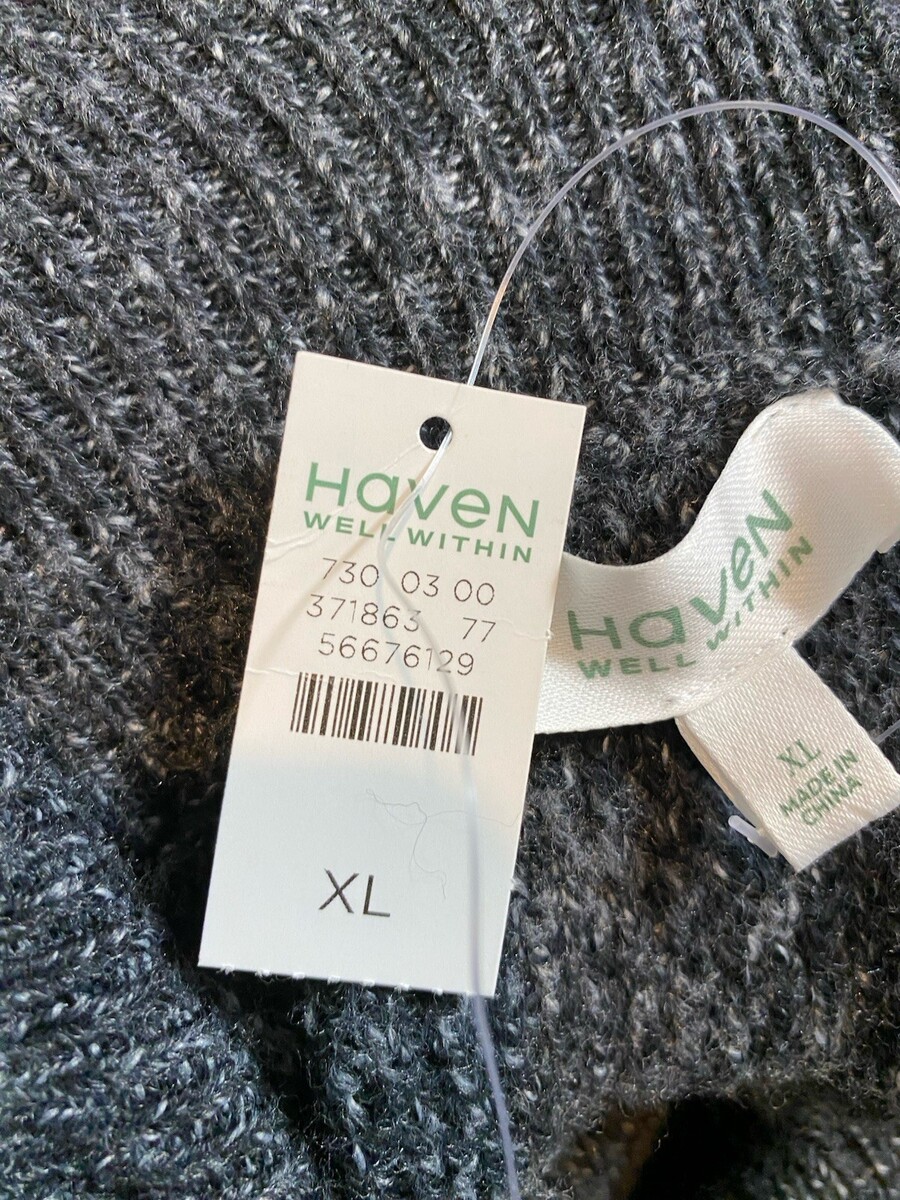 Haven
WELL WITHIN
730 03 00
371863 77
56676129
XL
Haven
WELL WITHIN
XL
MADE IN
CHINA